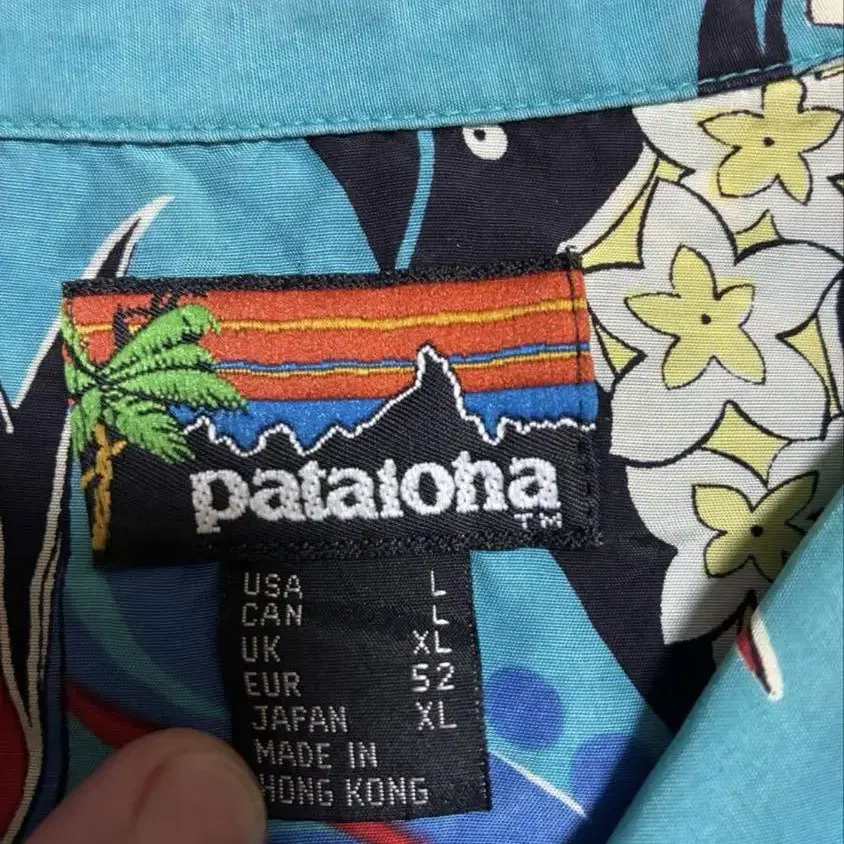 pataloha
TM
USA L
CAN L
UK XL
EUR 52
JAPAN XL
MADE IN
HONG KONG